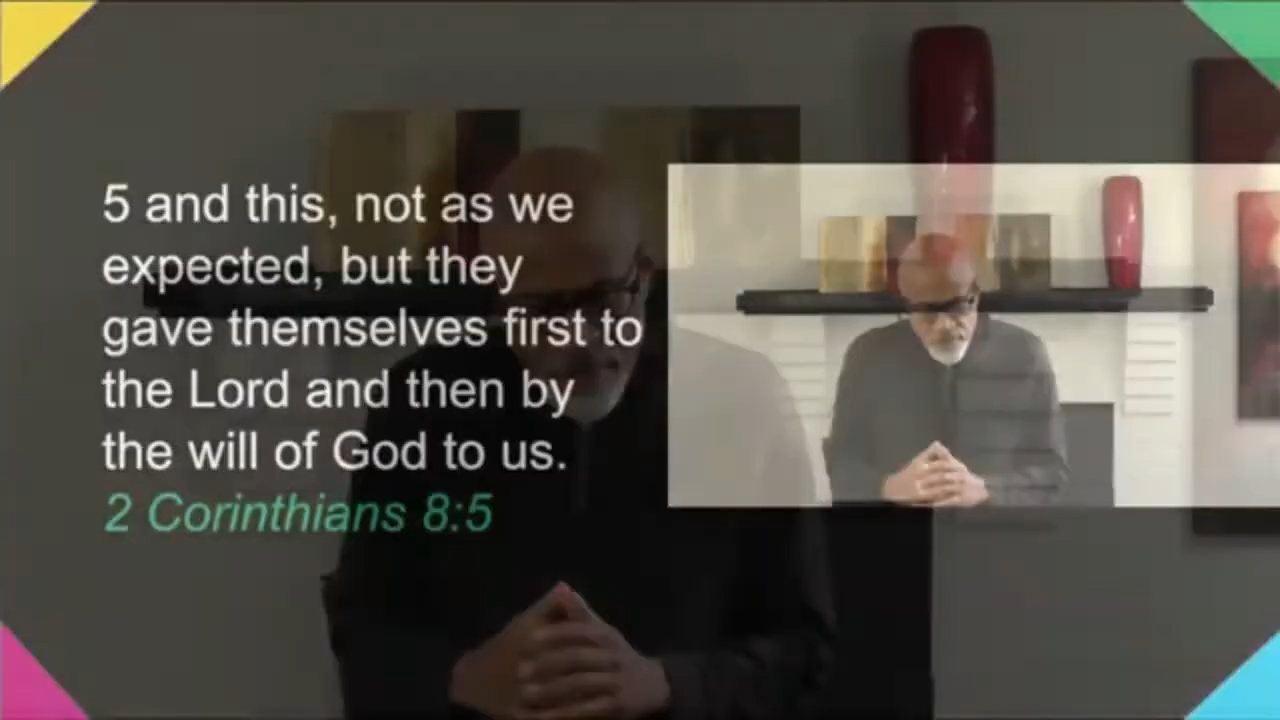 5 and this, not as we
expected, but they
gave themselves first to
the Lord and then by
the will of God to us.
2 Corinthians 8:5